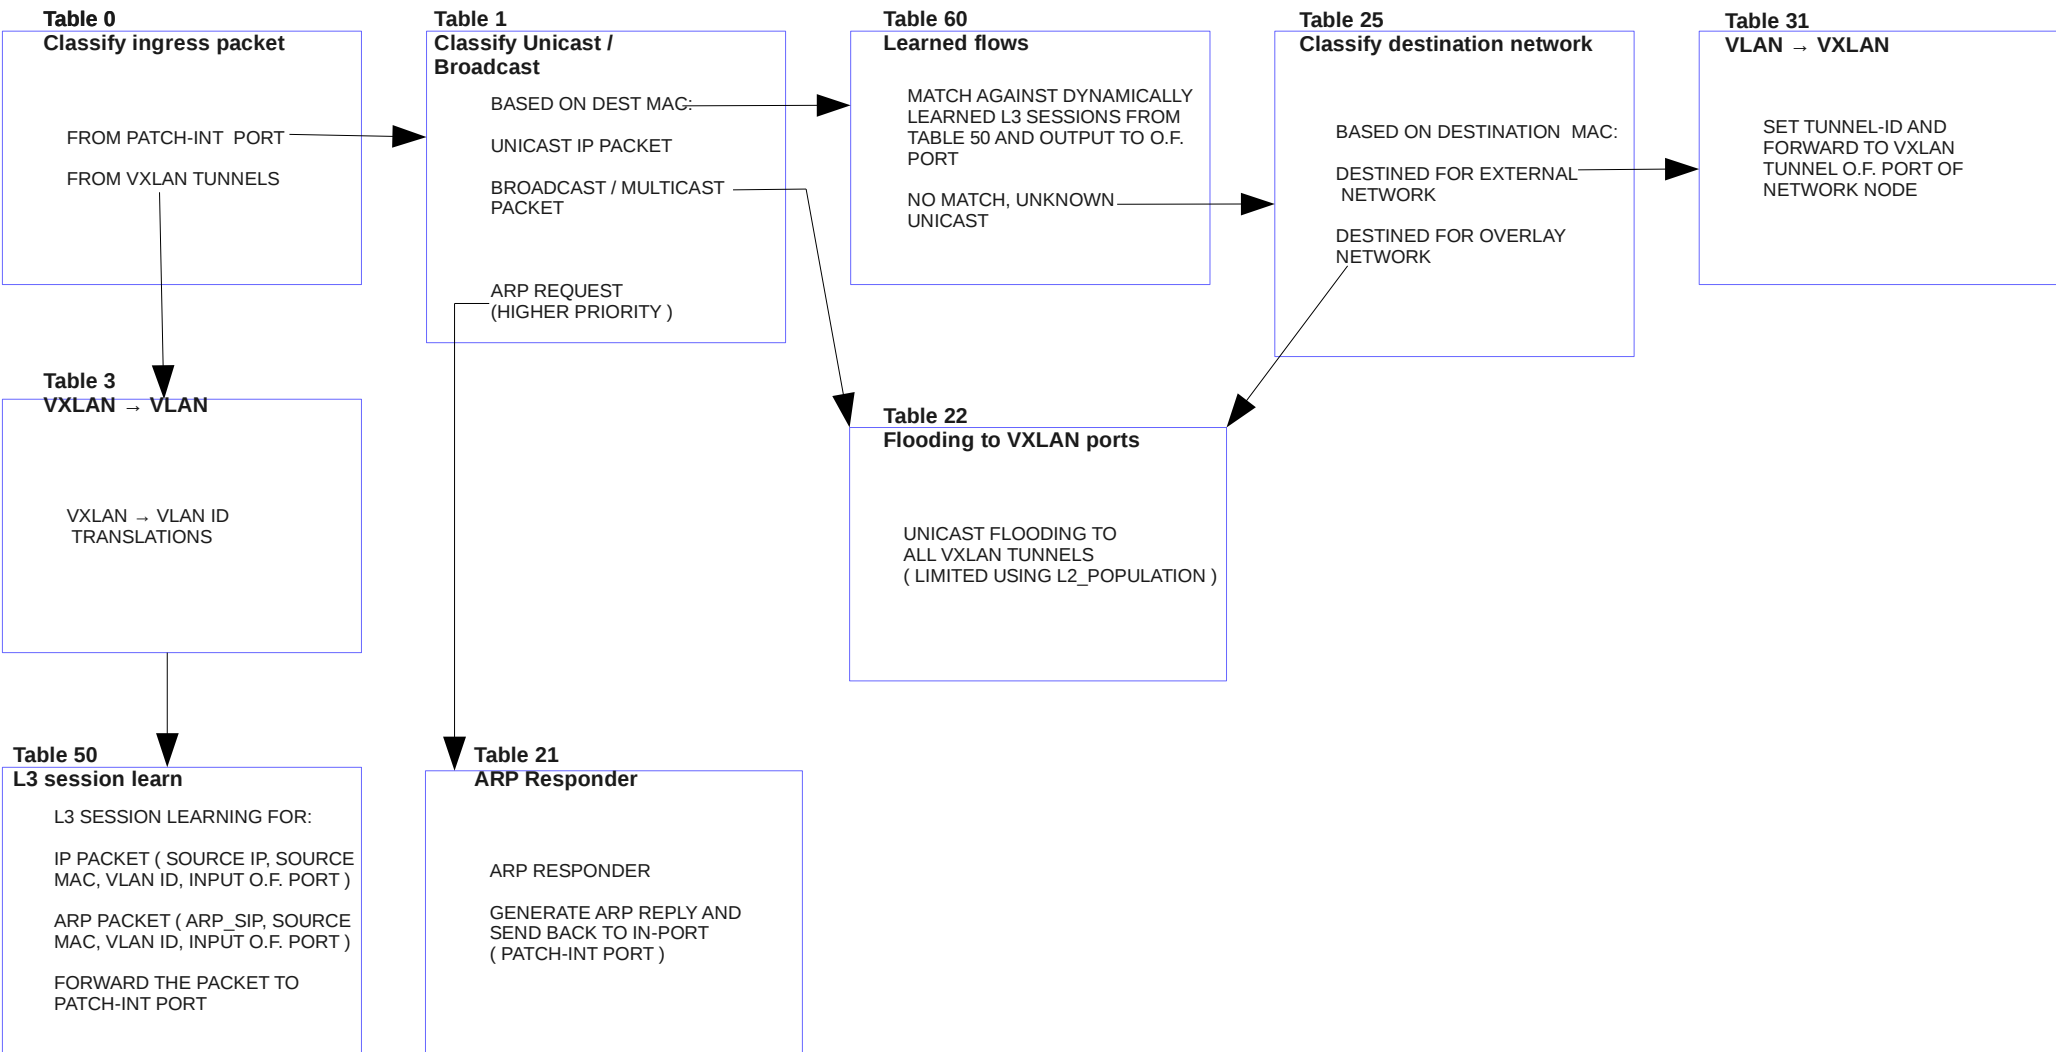 Table 0
Classify ingress packet
FROM PATCH-INT  PORT
FROM VXLAN TUNNELS
Table 1
Classify Unicast /
Broadcast
BASED ON DEST MAC:
UNICAST IP PACKET
BROADCAST / MULTICAST
PACKET
ARP REQUEST
(HIGHER PRIORITY )
Table 60
Learned flows
MATCH AGAINST DYNAMICALLY
LEARNED L3 SESSIONS FROM
TABLE 50 AND OUTPUT TO O.F.
PORT
NO MATCH, UNKNOWN
UNICAST
Table 25
Classify destination network
BASED ON DESTINATION  MAC:
DESTINED FOR EXTERNAL
NETWORK
DESTINED FOR OVERLAY
NETWORK
Table 31
VLAN → VXLAN
SET TUNNEL-ID AND
FORWARD TO VXLAN
TUNNEL O.F. PORT OF
NETWORK NODE
Table 3
VXLAN → VLAN
VXLAN → VLAN ID
TRANSLATIONS
Table 22
Flooding to VXLAN ports
UNICAST FLOODING TO
ALL VXLAN TUNNELS
( LIMITED USING L2_POPULATION )
Table 50
L3 session learn
L3 SESSION LEARNING FOR:
IP PACKET ( SOURCE IP, SOURCE
MAC, VLAN ID, INPUT O.F. PORT )
ARP PACKET ( ARP_SIP, SOURCE
MAC, VLAN ID, INPUT O.F. PORT )
FORWARD THE PACKET TO
PATCH-INT PORT
Table 21
ARP Responder
ARP RESPONDER
GENERATE ARP REPLY AND
SEND BACK TO IN-PORT
( PATCH-INT PORT )